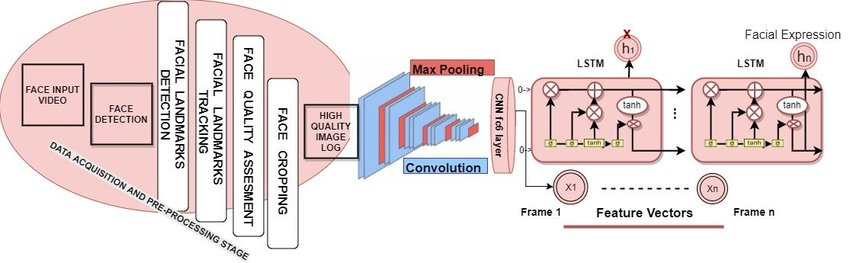 FACE INPUT
VIDEO
FACE
DETECTION
FACIAL LANDMARKS
DETECTION
FACIAL LANDMARKS
TRACKING
FACE QUALITY ASSESMENT
FACE CROPPING
HIGH
QUALITY
IMAGE
LOG
DATA ACQUISITION AND PRE-PROCESSING STAGE
Max Pooling
Convolution
CNN fc6 layer
0->
0-
LSTM
X
h1
tanh
σ
σ
tanh
σ
...
LSTM
Facial Expression
hn
tanh
σ
σ
tanh
σ
X1
Xn
Frame 1
Feature Vectors
Frame n